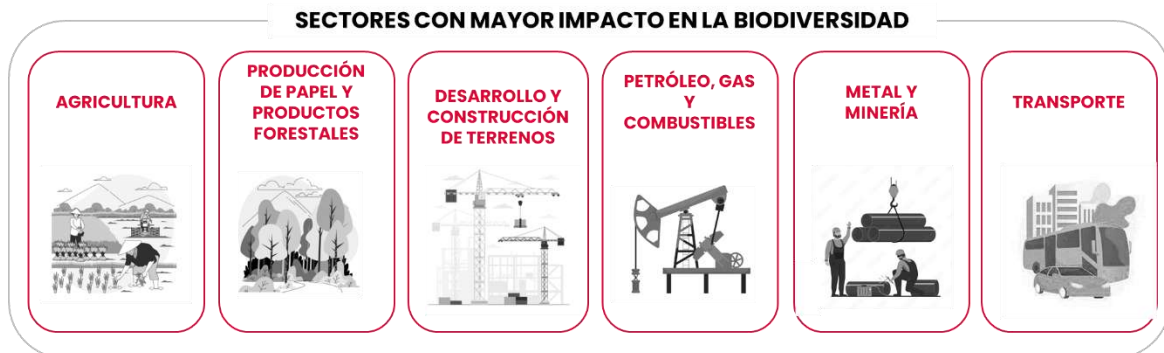 SECTORES CON MAYOR IMPACTO EN LA BIODIVERSIDAD
AGRICULTURA
PRODUCCIÓN
DE PAPEL Y
PRODUCTOS
FORESTALES
DESARROLLO Y
CONSTRUCCIÓN
DE TERRENOS
PETRÓLEO, GAS
Y
COMBUSTIBLES
METAL Y
MINERÍA
TRANSPORTE